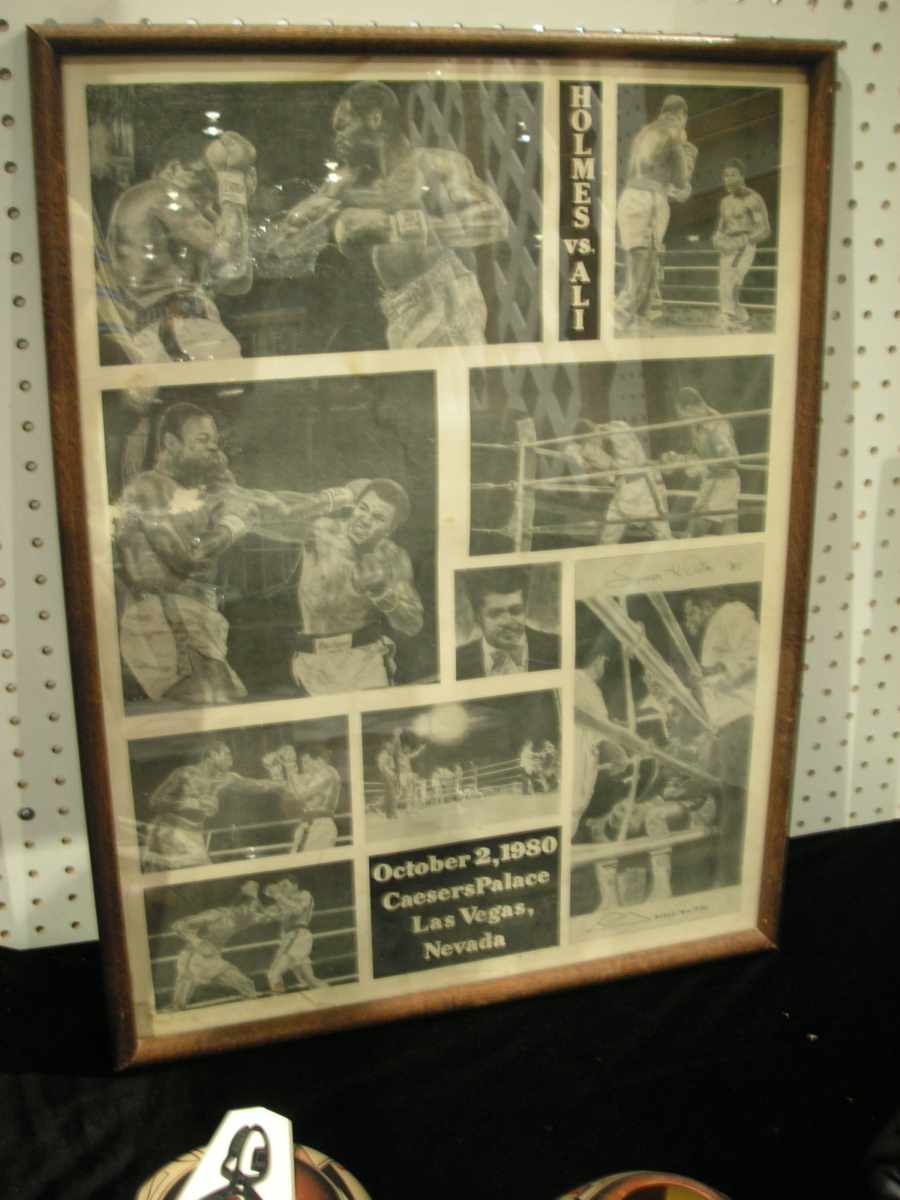 HOLMES
vs.
ALI
October 2,1980
CaesersPalace
Las Vegas,
Nevada